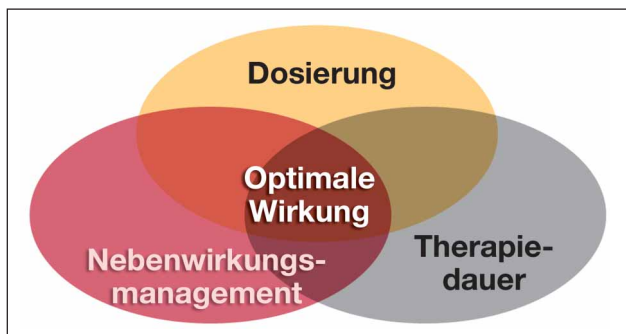 Dosierung
Optimale
Wirkung
Nebenwirkungs-
management
Therapie-
dauer